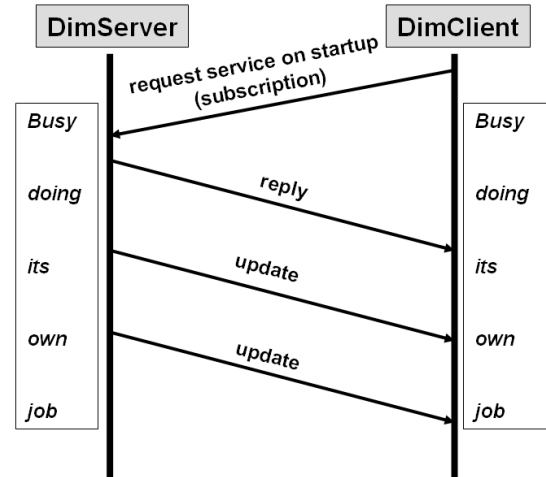 DimServer
DimClient
request service on startup
(subscription)
Busy
doing
its
own
job
reply
update
update
Busy
doing
its
own
job